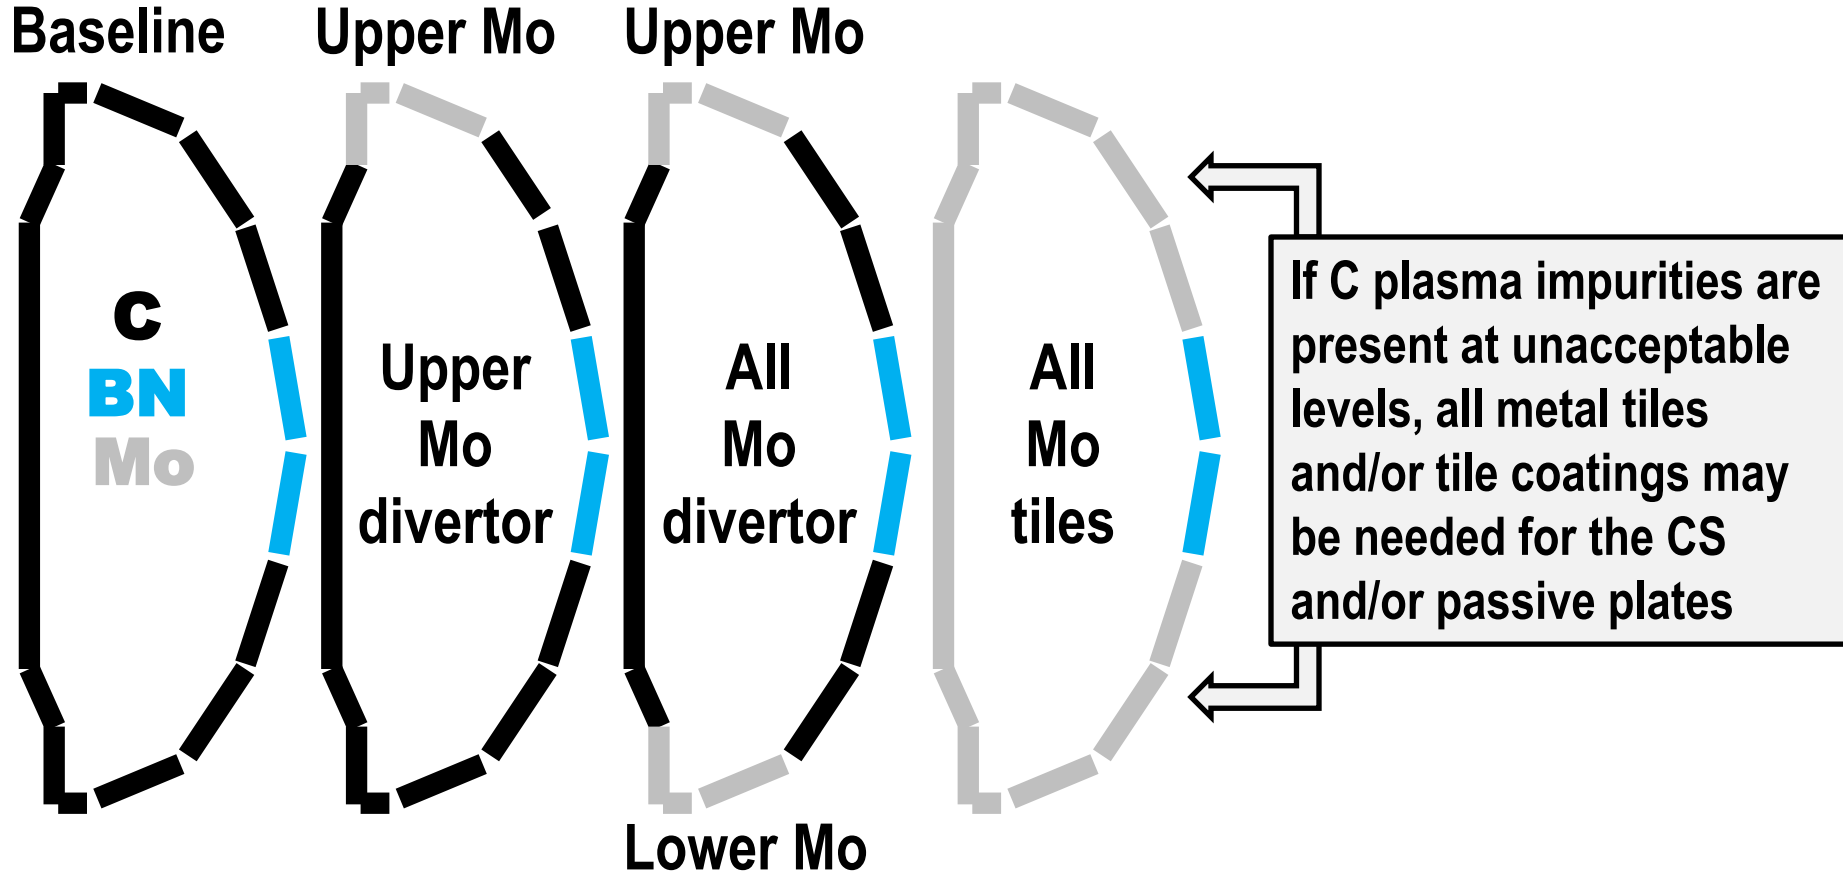 Baseline
Upper Mo
Upper Mo
C
BN
Mo
Upper
Mo
divertor
All
Mo
divertor
All
Mo
tiles
If C plasma impurities are
present at unacceptable
levels, all metal tiles
and/or tile coatings may
be needed for the CS
and/or passive plates
Lower Mo